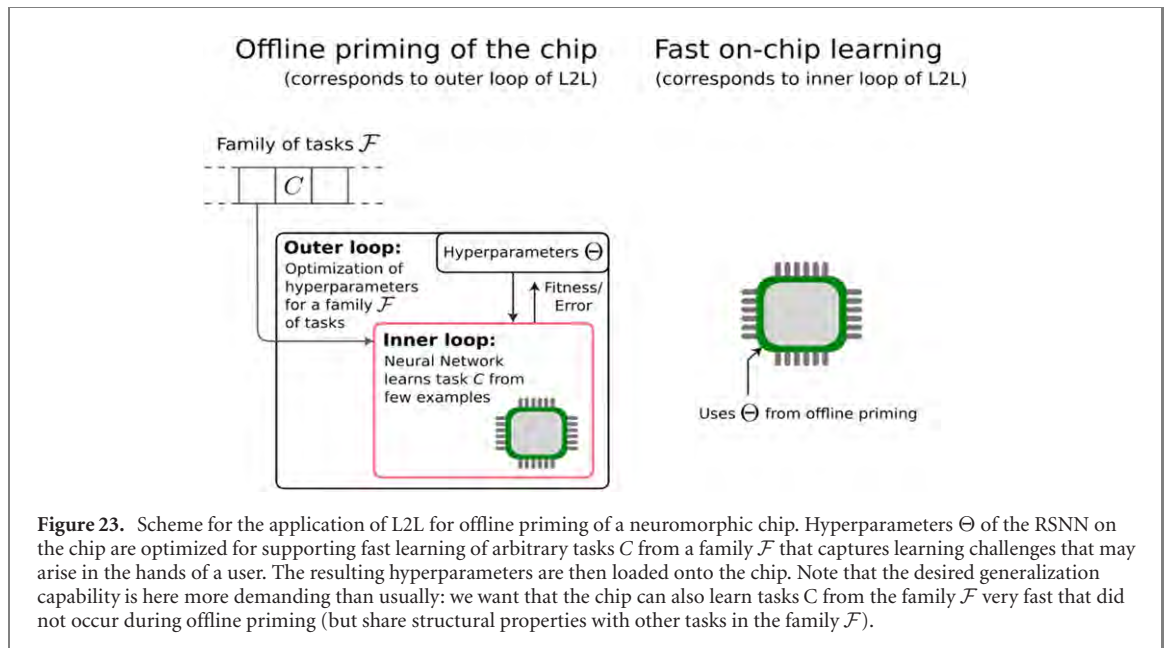 Offline priming of the chip
(corresponds to outer loop of L2L)
Fast on-chip learning
(corresponds to inner loop of L2L)
Family of tasks ℱ
C
Outer loop:
Optimization of
hyperparameters
for a family ℱ
of tasks
Hyperparameters Θ
Fitness/
Error
Inner loop:
Neural Network
learns task C from
few examples
Uses Θ from offline priming
Figure 23. Scheme for the application of L2L for offline priming of a neuromorphic chip. Hyperparameters Θ of the RSNN on
the chip are optimized for supporting fast learning of arbitrary tasks C from a family ℱ that captures learning challenges that may
arise in the hands of a user. The resulting hyperparameters are then loaded onto the chip. Note that the desired generalization
capability is here more demanding than usually: we want that the chip can also learn tasks C from the family ℱ very fast that did
not occur during offline priming (but share structural properties with other tasks in the family ℱ).